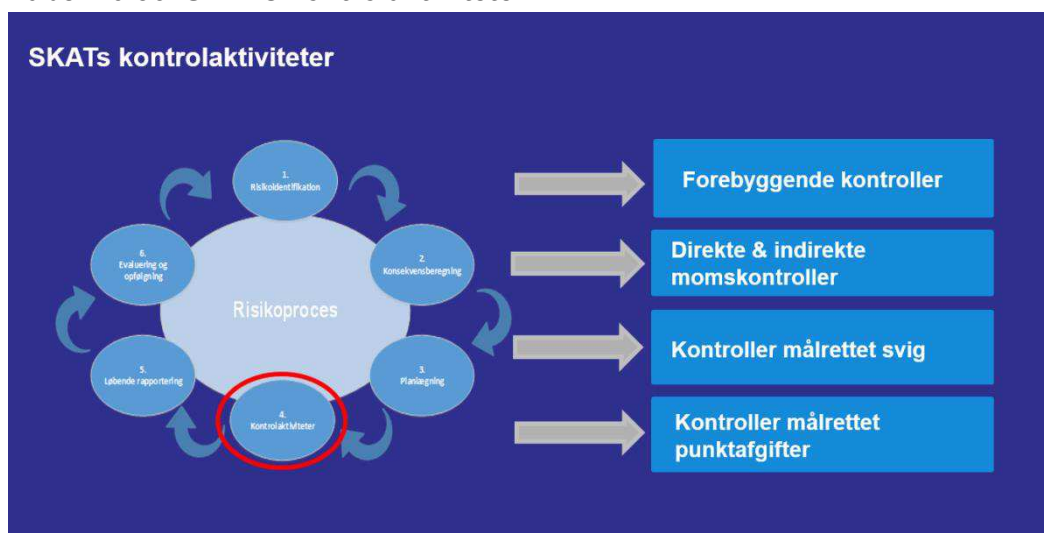 SKATs kontrolaktiviteter
1.
Risikoidentifikation
2.
Konsekvensberegning
3.
Planlægning
4.
Kontrolaktiviteter
5.
Løbende rapportering
6.
Evaluering og
opfølgning
Risikoproces
Forebyggende kontroller
Direkte & indirekte
momskontroller
Kontroller målrettet svig
Kontroller målrettet
punktafgifter